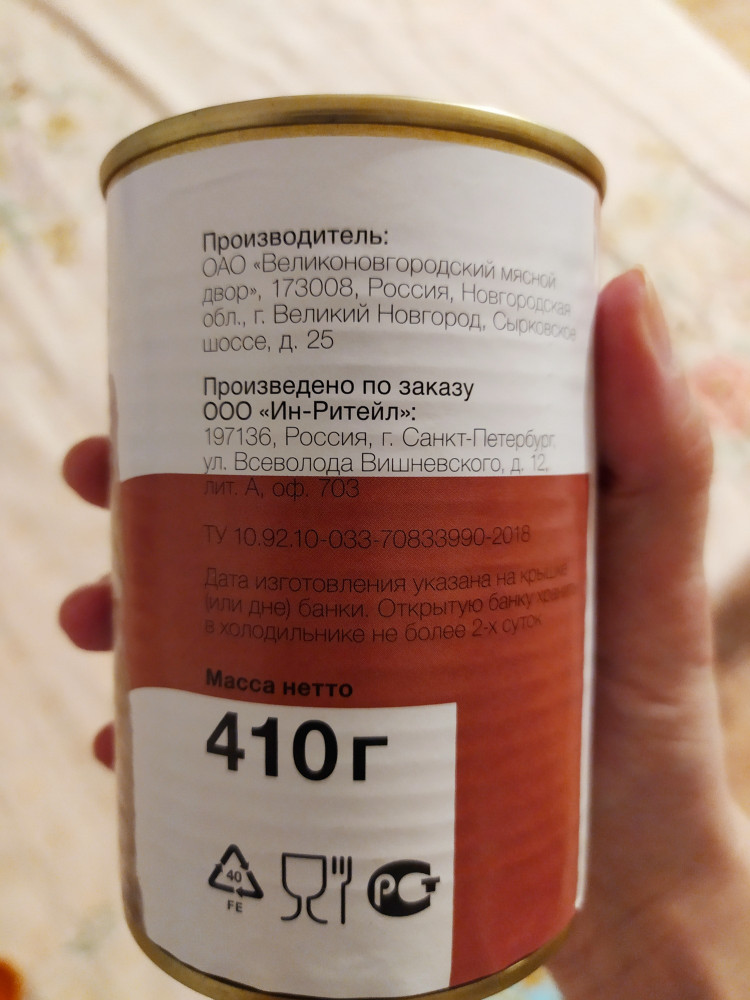 Производитель:
ОАО «Великоновгородский мясной
двор», 173008, Россия, Новгородская
обл., г. Великий Новгород, Сырковское
шоссе, д. 25
Произведено по заказу
ООО «Ин-Ритейл»:
197136, Россия, г. Санкт-Петербург,
ул. Всеволода Вишневского, д. 12,
лит. А, оф. 703
ТУ 10.92.10-033-70833990-2018
Дата изготовления указана на крышке
(или дне) банки. Открытую банку хранить
в холодильнике не более 2-х суток
Масса нетто
410г
40
FE
РСТ